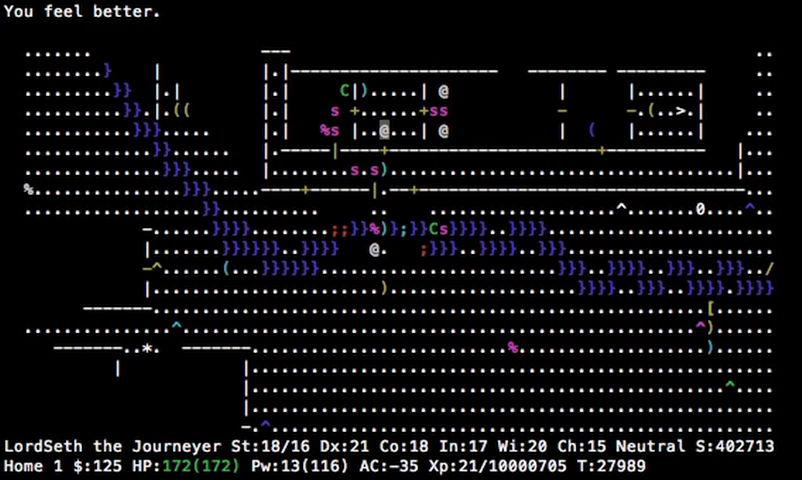 You feel better.
LordSeth the Journeyer St:18/16 Dx:21 Co:18 In:17 Wi:20 Ch:15 Neutral S:402713
Home 1 $:125 HP:172(172) Pw:13(116) AC:-35 Xp:21/10000705 T:27989